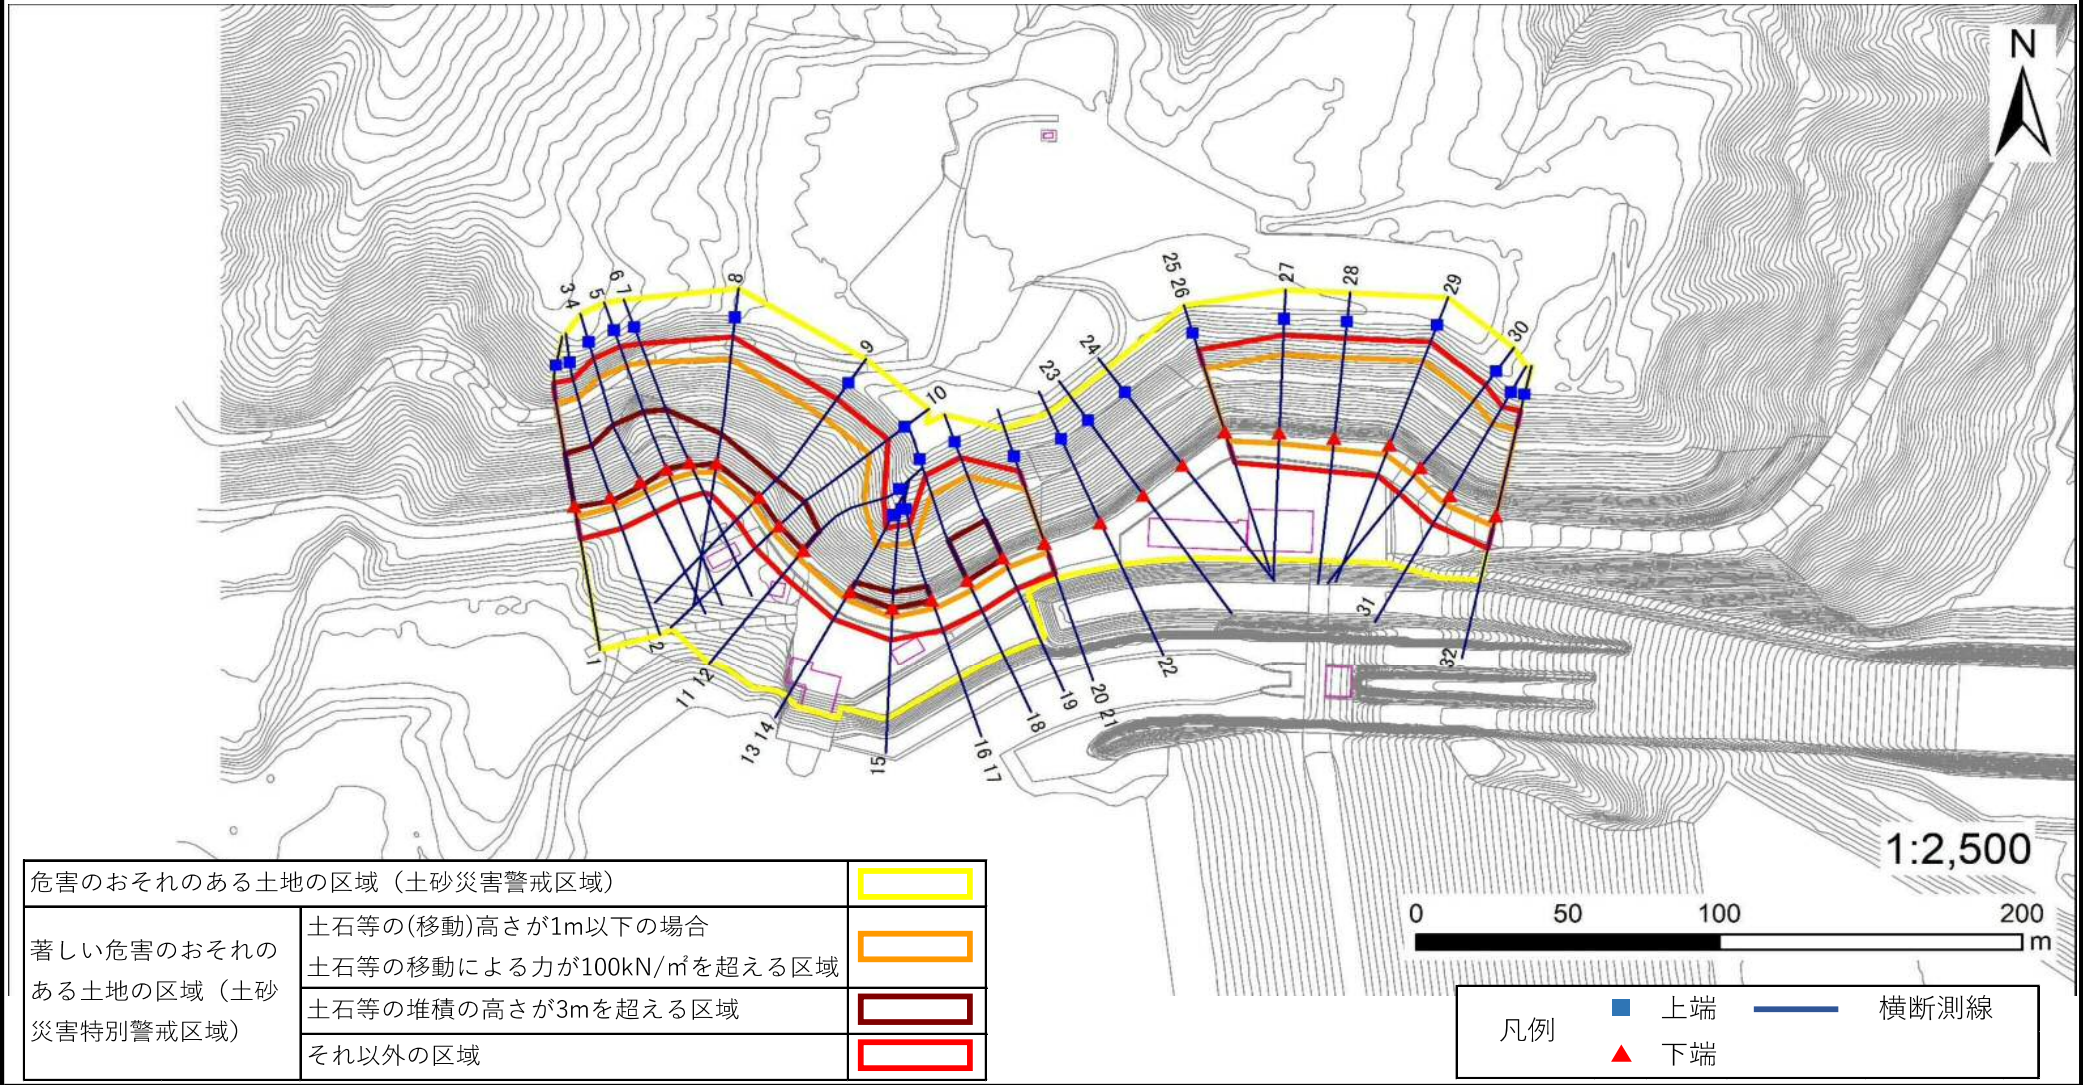 N
3 4
5
6 7
8
9
10
23
24
25 26
27
28
29
30
1
2
11 12
13 14
15
16 17
18
19
20 21
22
31
32
1:2,500
0 50 100 200
m
危害のおそれのある土地の区域（土砂災害警戒区域）
著しい危害のおそれの
ある土地の区域（土砂
災害特別警戒区域）
土石等の(移動)高さが1m以下の場合
土石等の移動による力が100kN/㎡を超える区域
土石等の堆積の高さが3mを超える区域
それ以外の区域
凡例
上端 横断測線
下端